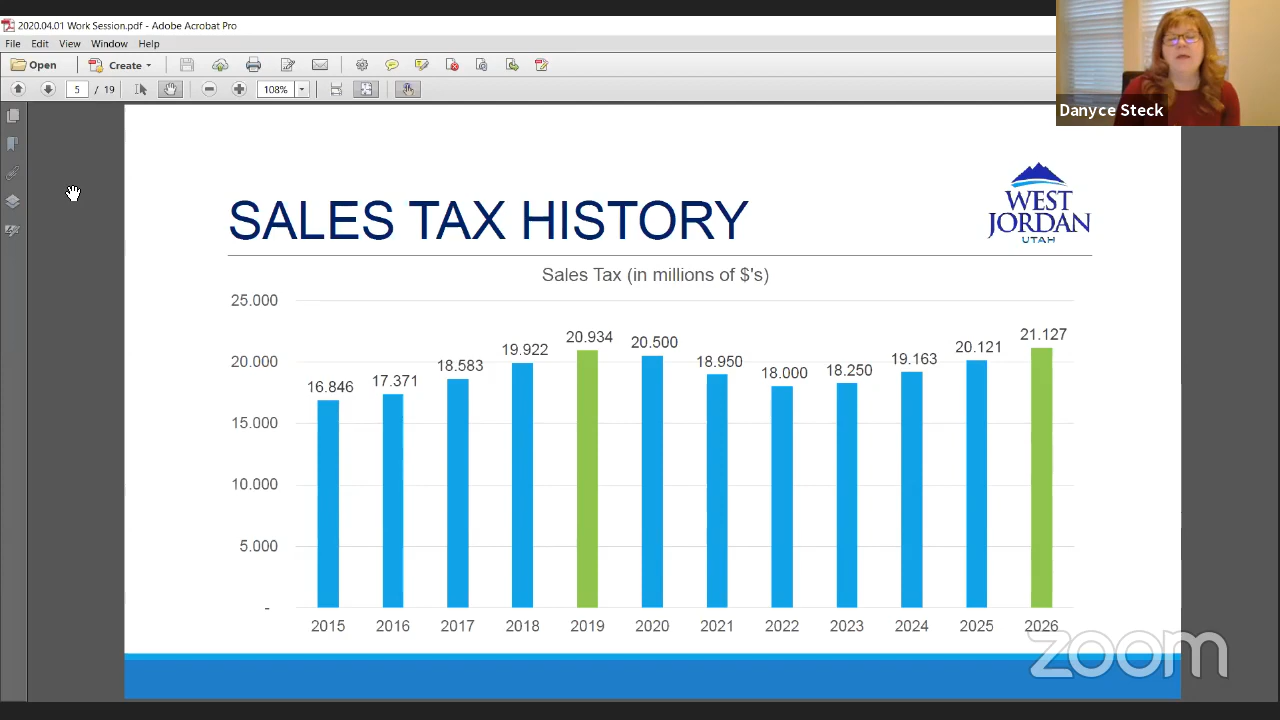 2020.04.01 Work Session.pdf - Adobe Acrobat Pro
File Edit View Window Help
Open Create
5 / 19 108%
Danyce Steck
WEST
JORDAN
UTAH
SALES TAX HISTORY
Sales Tax (in millions of $'s)
25.000
20.000
15.000
10.000
5.000
-
16.846 17.371 18.583 19.922 20.934 20.500 18.950 18.000 18.250 19.163 20.121 21.127
2015 2016 2017 2018 2019 2020 2021 2022 2023 2024 2025 2026
zoom